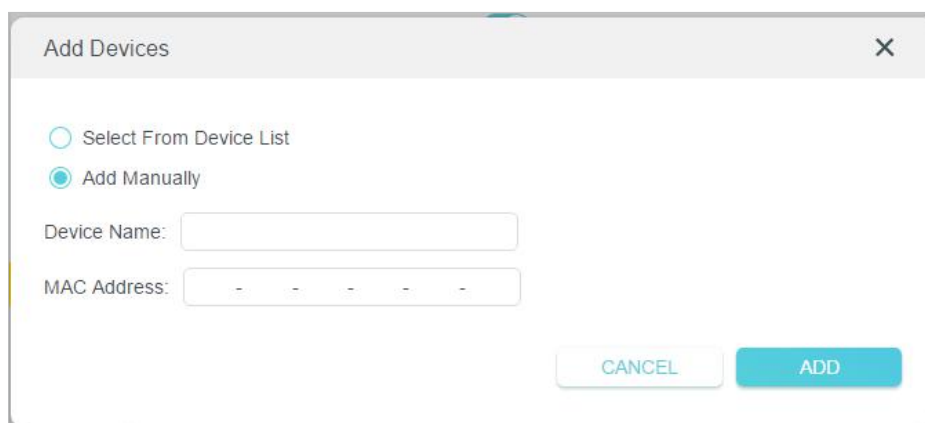 Add Devices
Select From Device List
Add Manually
Device Name:
MAC Address: - - - - -
CANCEL ADD